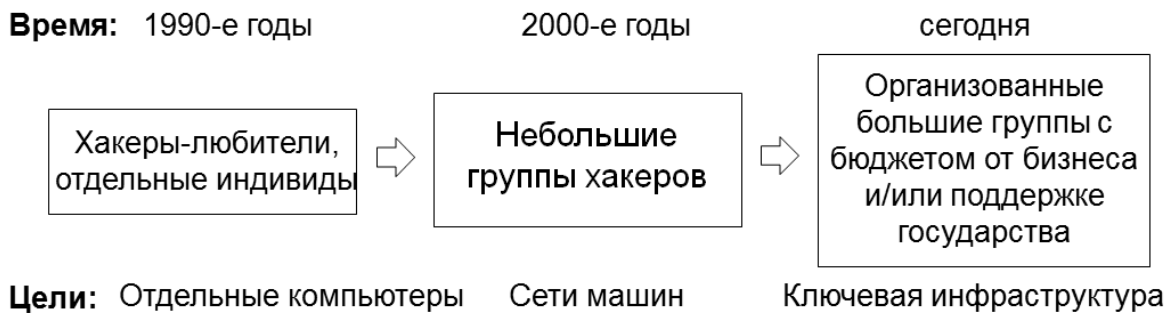 Время: 1990-е годы 2000-е годы сегодня
Хакеры-любители,
отдельные индивиды
Небольшие
группы хакеров
Организованные
большие группы с
бюджетом от бизнеса
и/или поддержке
государства
Цели: Отдельные компьютеры Сети машин Ключевая инфраструктура